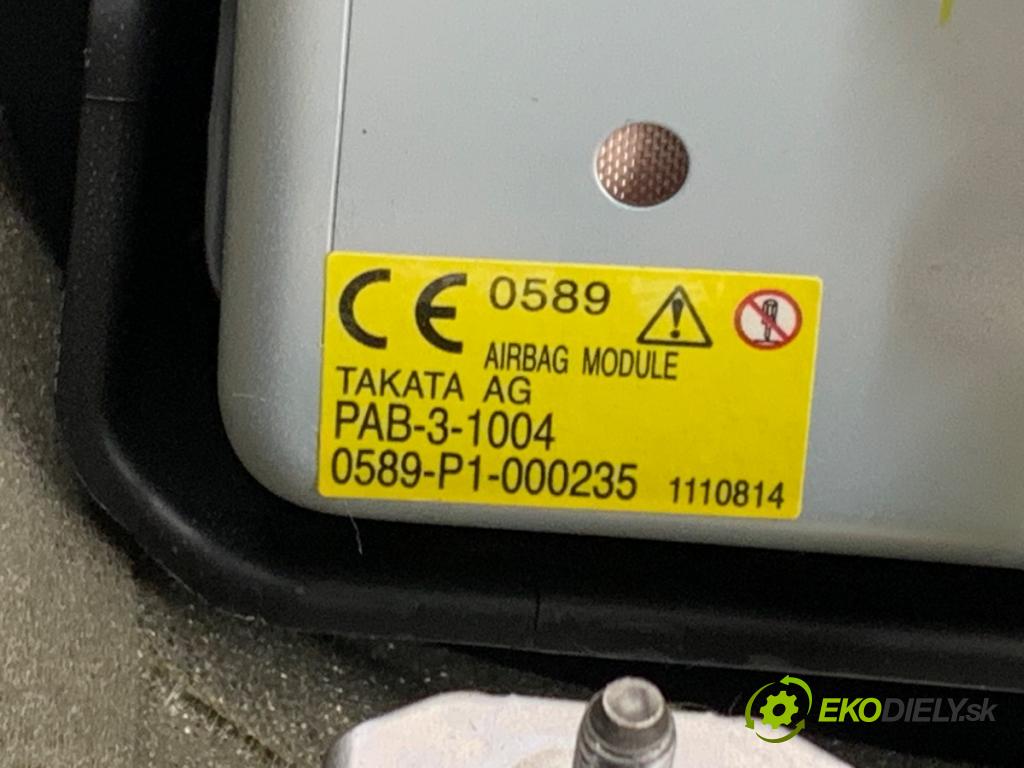 CE 0589
AIRBAG MODULE
TAKATA AG
PAB-3-1004
0589-P1-000235 1110814
EKODIELY.sk